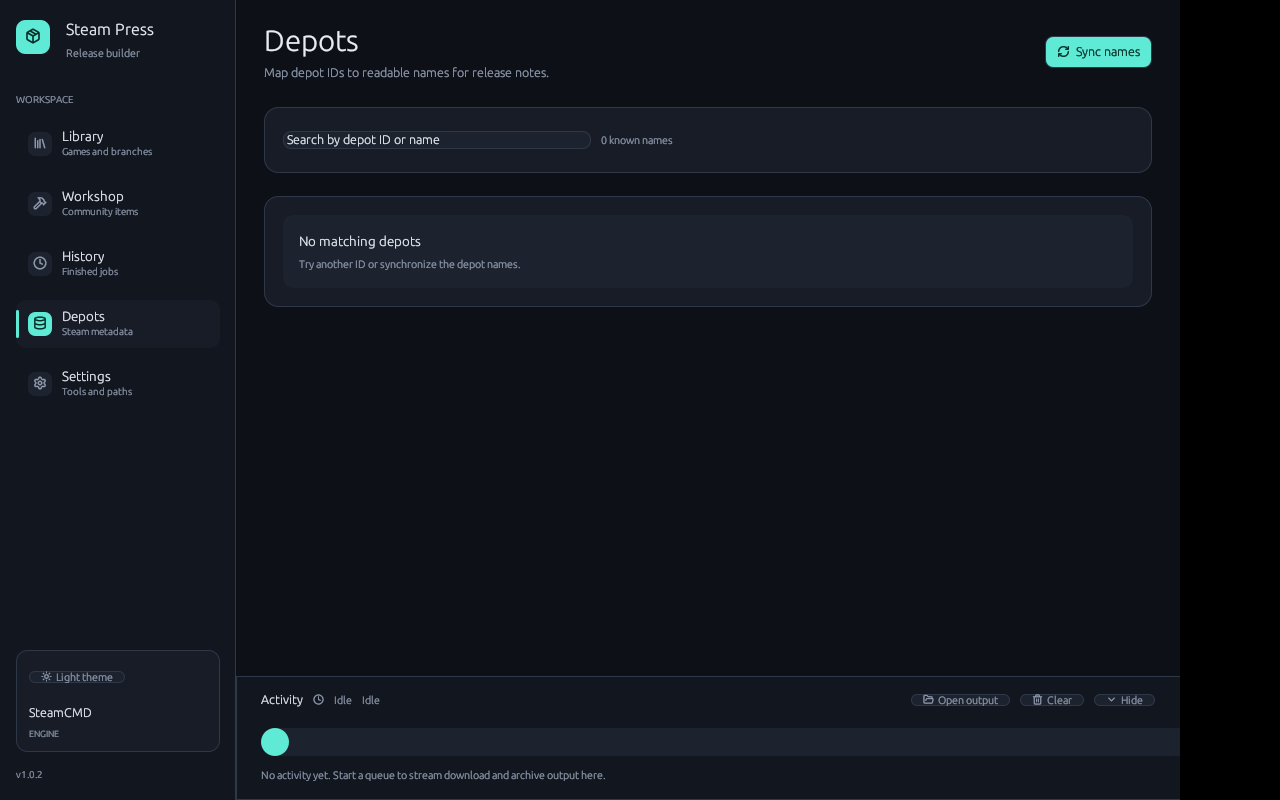 Steam Press
Release builder
WORKSPACE
Library
Games and branches
Workshop
Community items
History
Finished jobs
Depots
Steam metadata
Settings
Tools and paths
Light theme
SteamCMD
ENGINE
v1.0.2
Depots
Map depot IDs to readable names for release notes.
Sync names
Search by depot ID or name
0 known names
No matching depots
Try another ID or synchronize the depot names.
Activity Idle Idle
Open output Clear Hide
No activity yet. Start a queue to stream download and archive output here.